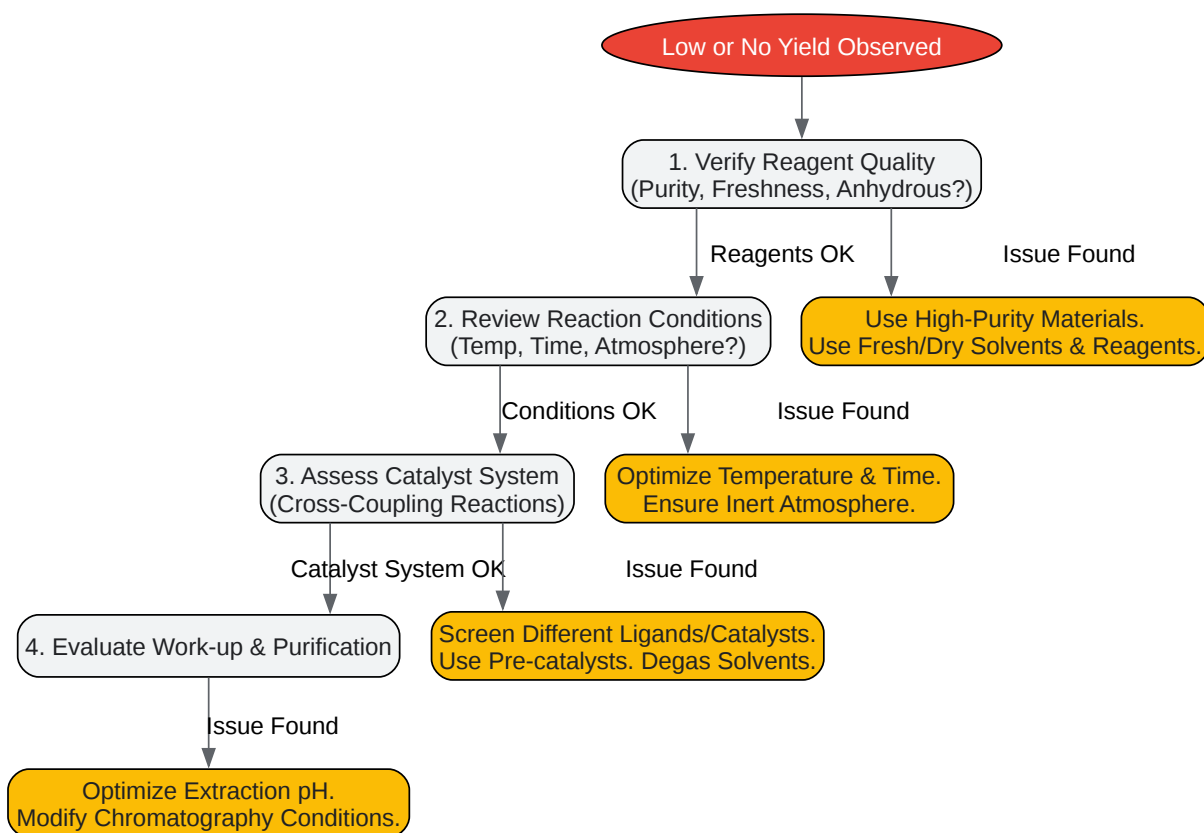 Low or No Yield Observed
1. Verify Reagent Quality
(Purity, Freshness, Anhydrous?)
Reagents OK
Issue Found
2. Review Reaction Conditions
(Temp, Time, Atmosphere?)
Use High-Purity Materials.
Use Fresh/Dry Solvents & Reagents.
Conditions OK
Issue Found
3. Assess Catalyst System
(Cross-Coupling Reactions)
Optimize Temperature & Time.
Ensure Inert Atmosphere.
Catalyst System OK
Issue Found
4. Evaluate Work-up & Purification
Screen Different Ligands/Catalysts.
Use Pre-catalysts. Degas Solvents.
Issue Found
Optimize Extraction pH.
Modify Chromatography Conditions.